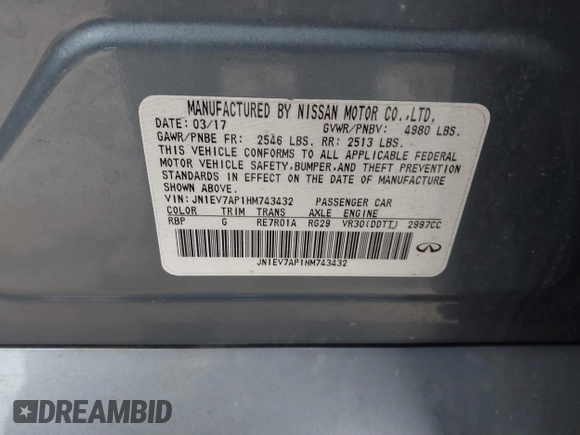 MANUFACTURED BY NISSAN MOTOR CO.,LTD.
DATE: 03/17 GVWR/PNBV: 4980 LBS.
GAWR/PNBE FR: 2546 LBS. RR: 2513 LBS.
THIS VEHICLE CONFORMS TO ALL APPLICABLE FEDERAL
MOTOR VEHICLE SAFETY,BUMPER,AND THEFT PREVENTION
STANDARDS IN EFFECT ON THE DATE OF MANUFACTURE
SHOWN ABOVE.
VIN: JN1EV7AP1HM743432 PASSENGER CAR
COLOR TRIM TRANS AXLE ENGINE
RBP G RE7R01A RG29 VR30(DDTT) 2997CC
JN1EV7AP1HM743432
DREAMBID